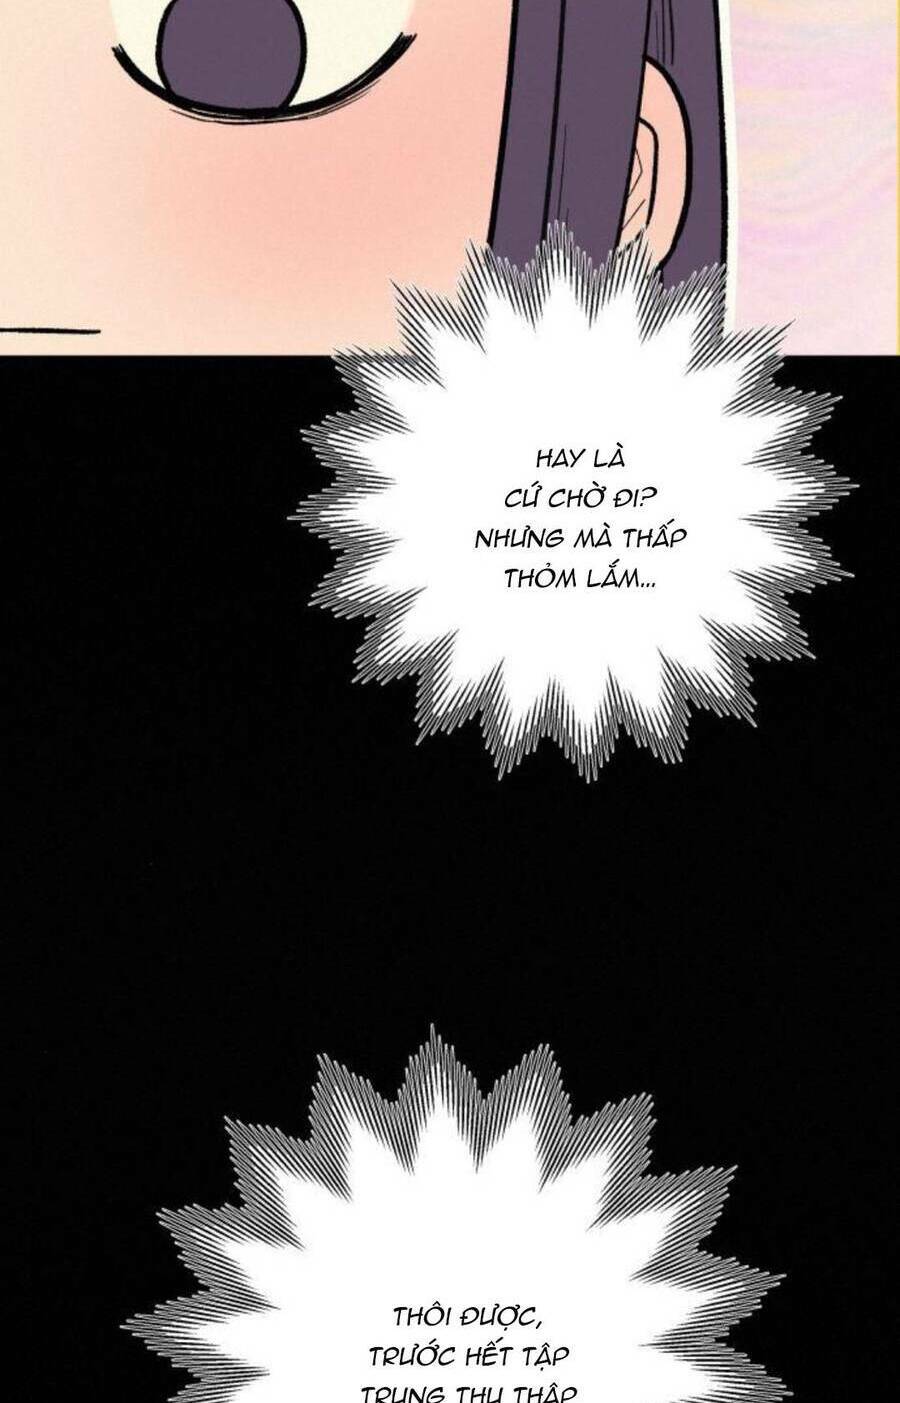 HAY LÀ
CỨ CHỜ ĐI?
NHƯNG MÀ THẤP
THỎM LẮM...
THÔI ĐƯỢC,
TRƯỚC HẾT TẬP
TRUNG THU THẬP